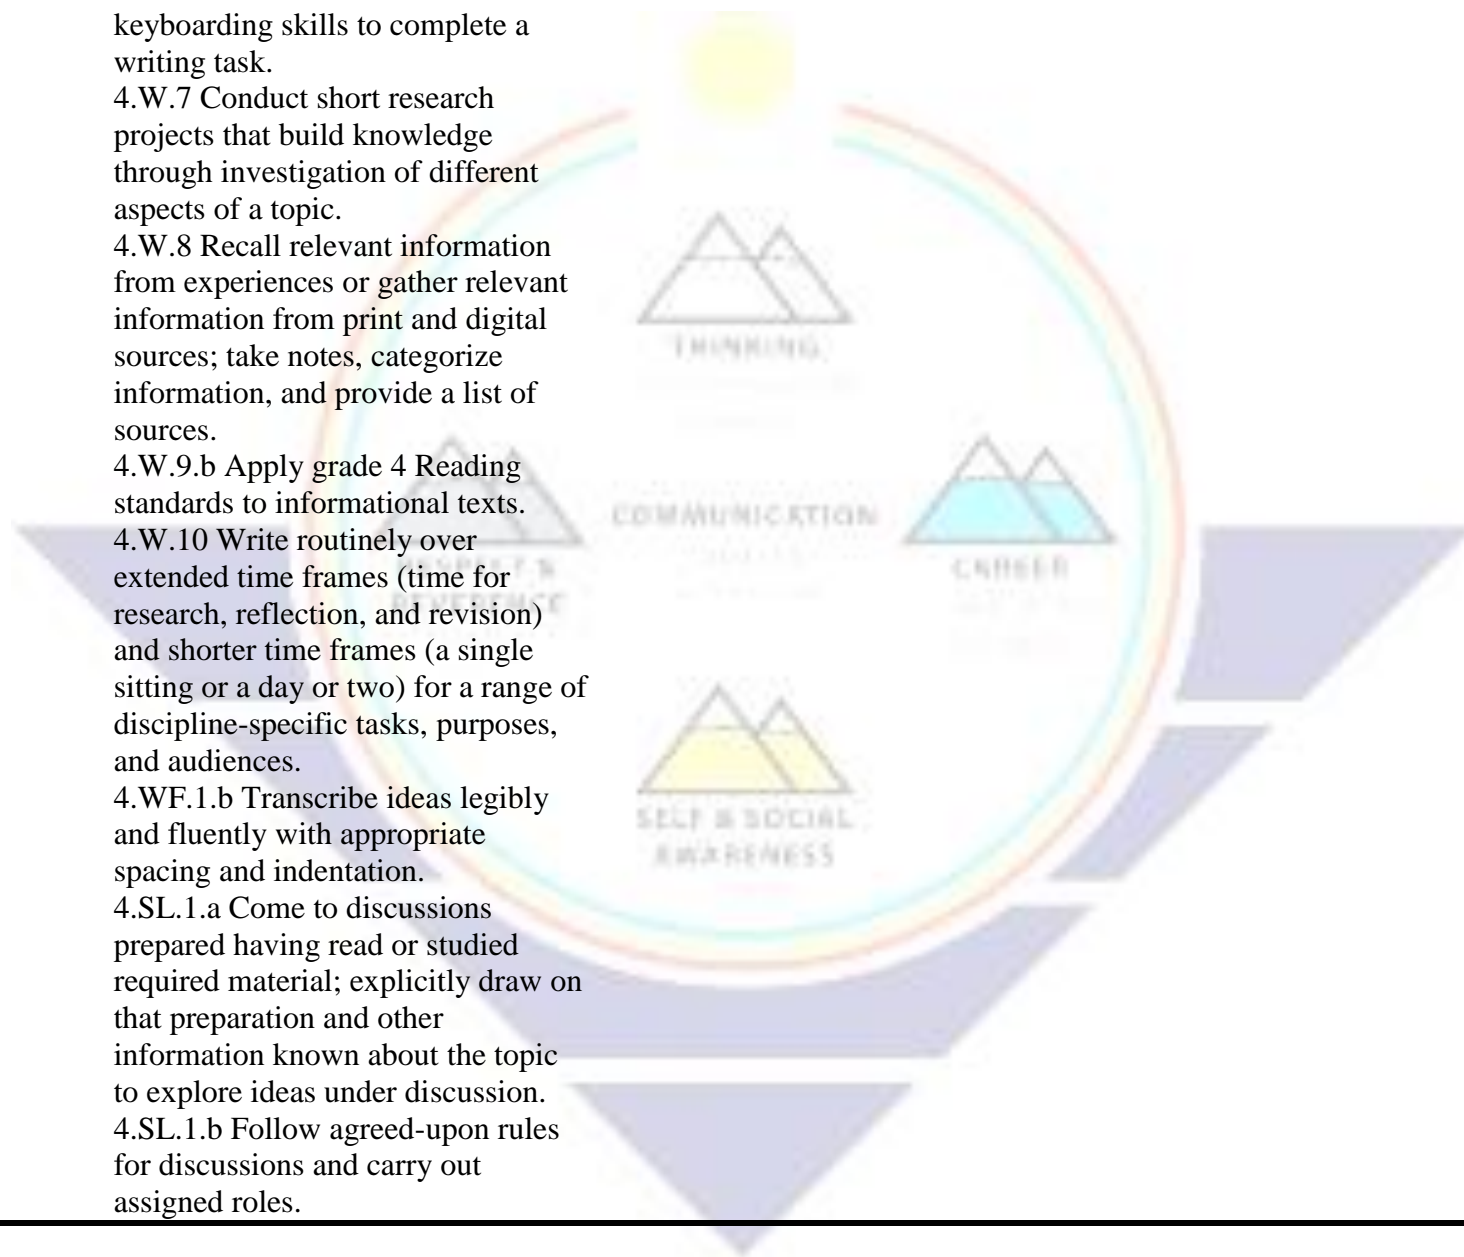 keyboarding skills to complete a
writing task.
4.W.7 Conduct short research
projects that build knowledge
through investigation of different
aspects of a topic.
4.W.8 Recall relevant information
from experiences or gather relevant
information from print and digital
sources; take notes, categorize
information, and provide a list of
sources.
4.W.9.b Apply grade 4 Reading
standards to informational texts.
4.W.10 Write routinely over
extended time frames (time for
research, reflection, and revision)
and shorter time frames (a single
sitting or a day or two) for a range of
discipline-specific tasks, purposes,
and audiences.
4.WF.1.b Transcribe ideas legibly
and fluently with appropriate
spacing and indentation.
4.SL.1.a Come to discussions
prepared having read or studied
required material; explicitly draw on
that preparation and other
information known about the topic
to explore ideas under discussion.
4.SL.1.b Follow agreed-upon rules
for discussions and carry out
assigned roles.
THINKING
RESPECT &
REVERENCE
COMMUNICATION
CAREER
SELF & SOCIAL
AWARENESS